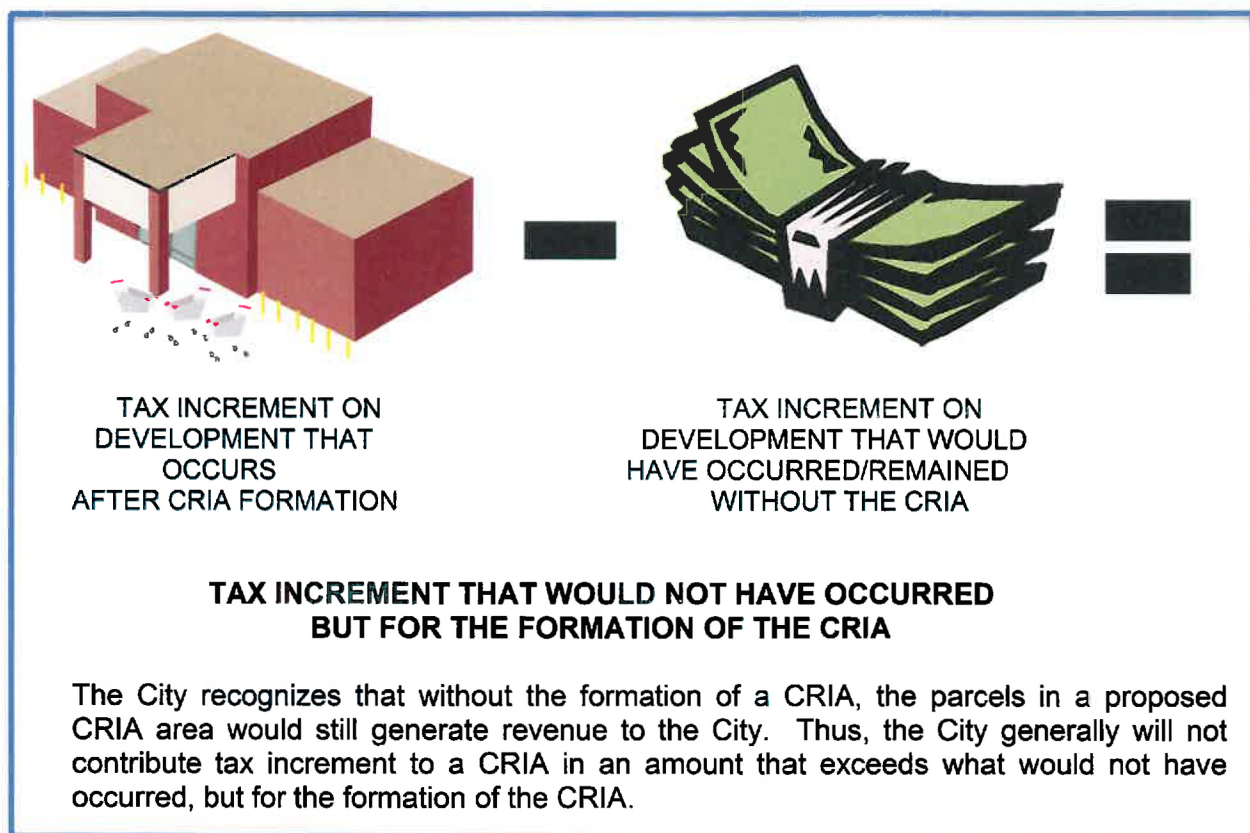 TAX INCREMENT ON
DEVELOPMENT THAT
OCCURS
AFTER CRIA FORMATION
TAX INCREMENT ON
DEVELOPMENT THAT WOULD
HAVE OCCURRED/REMAINED
WITHOUT THE CRIA
TAX INCREMENT THAT WOULD NOT HAVE OCCURRED
BUT FOR THE FORMATION OF THE CRIA
The City recognizes that without the formation of a CRIA, the parcels in a proposed
CRIA area would still generate revenue to the City. Thus, the City generally will not
contribute tax increment to a CRIA in an amount that exceeds what would not have
occurred, but for the formation of the CRIA.